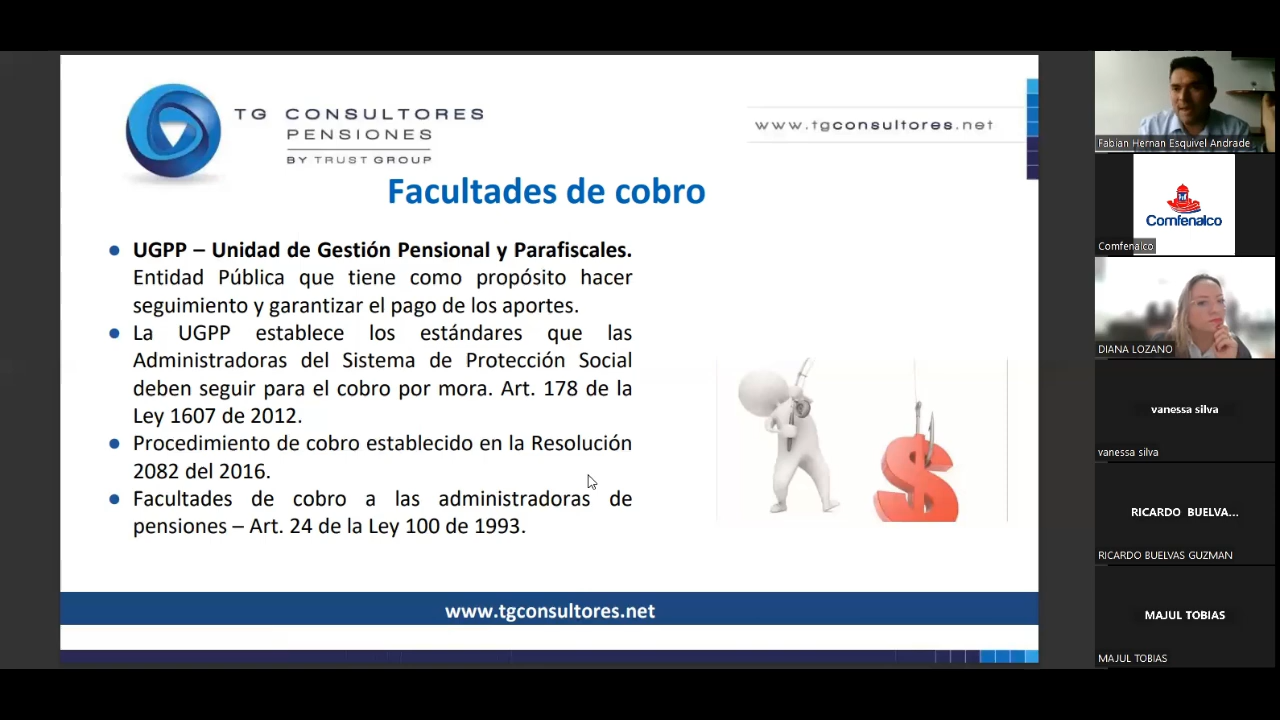 TG CONSULTORES
PENSIONES
BY TRUST GROUP
www.tgconsultores.net
Facultades de cobro
UGPP – Unidad de Gestión Pensional y Parafiscales.
Entidad Pública que tiene como propósito hacer
seguimiento y garantizar el pago de los aportes.
La UGPP establece los estándares que las
Administradoras del Sistema de Protección Social
deben seguir para el cobro por mora. Art. 178 de la
Ley 1607 de 2012.
Procedimiento de cobro establecido en la Resolución
2082 del 2016.
Facultades de cobro a las administradoras de
pensiones – Art. 24 de la Ley 100 de 1993.
$
www.tgconsultores.net
Fabian Hernan Esquivel Andrade
Comfenalco
Comfenalco
DIANA LOZANO
vanessa silva
vanessa silva
RICARDO BUELVA...
RICARDO BUELVAS GUZMAN
MAJUL TOBIAS
MAJUL TOBIAS